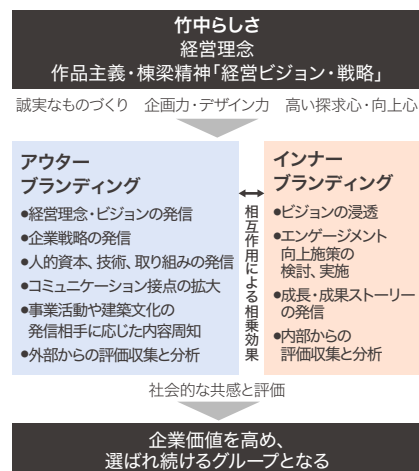 竹中らしさ
経営理念
作品主義・棟梁精神「経営ビジョン・戦略」
誠実なものづくり　企画力・デザイン力　高い探求心・向上心
アウター
ブランディング
●経営理念・ビジョンの発信
●企業戦略の発信
●人的資本、技術、取り組みの発信
●コミュニケーション接点の拡大
●事業活動や建築文化の
発信相手に応じた内容周知
●外部からの評価収集と分析
相互作用による相乗効果
インナー
ブランディング
●ビジョンの浸透
●エンゲージメント
向上施策の
検討、実施
●成長・成果ストーリー
の発信
●内部からの
評価収集と分析
社会的な共感と評価
企業価値を高め、
選ばれ続けるグループとなる